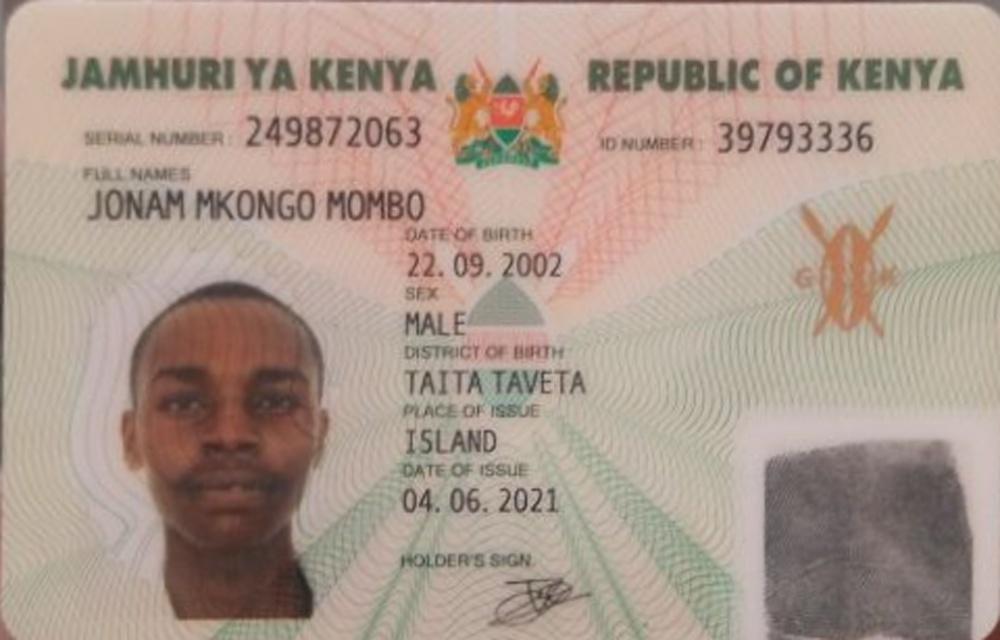 JAMHURI YA KENYA REPUBLIC OF KENYA
SERIAL NUMBER : 249872063 ID NUMBER : 39793336
FULL NAMES
JONAM MKONGO MOMBO
DATE OF BIRTH
22. 09. 2002
SEX
MALE
DISTRICT OF BIRTH
TAITA TAVETA
PLACE OF ISSUE
ISLAND
DATE OF ISSUE
04. 06. 2021
HOLDER'S SIGN.
G K